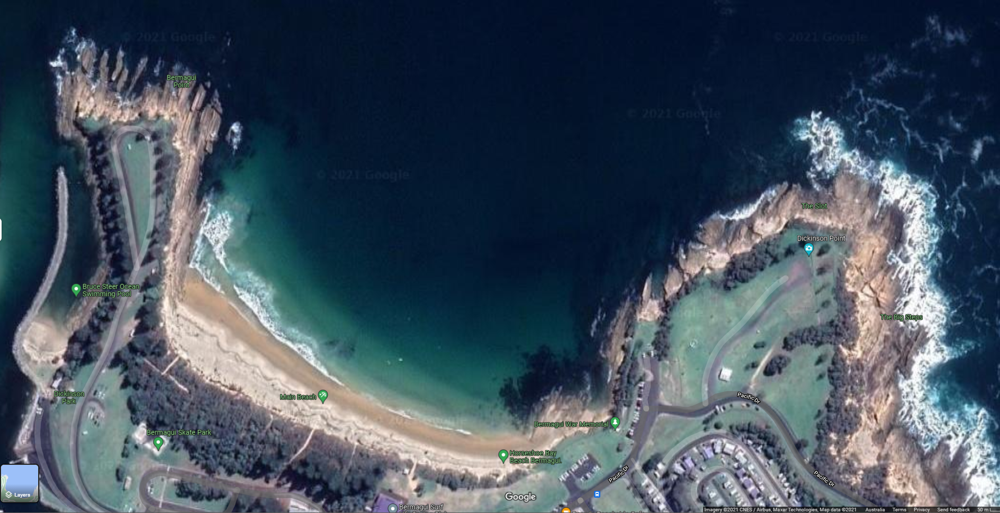 © 2021 Google
© 2021 Google
Bermagui
Point
© 2021 Google
© 2021 Google
The Slot
Dickinson Point
Bruce Steer Ocean
Swimming Pool
The Big Steps
Dickinson
Park
Main Beach
Pacific Dr
Bermagui War Memorial
Bermagui Skate Park
Horseshoe Bay
Beach Bermagui.
Pacific Dr
Pacific Dr
Layers
Google
Bermagui Surf
Imagery ©2021 CNES / Airbus, Maxar Technologies, Map data ©2021 Australia Terms Privacy Send feedback 50 m